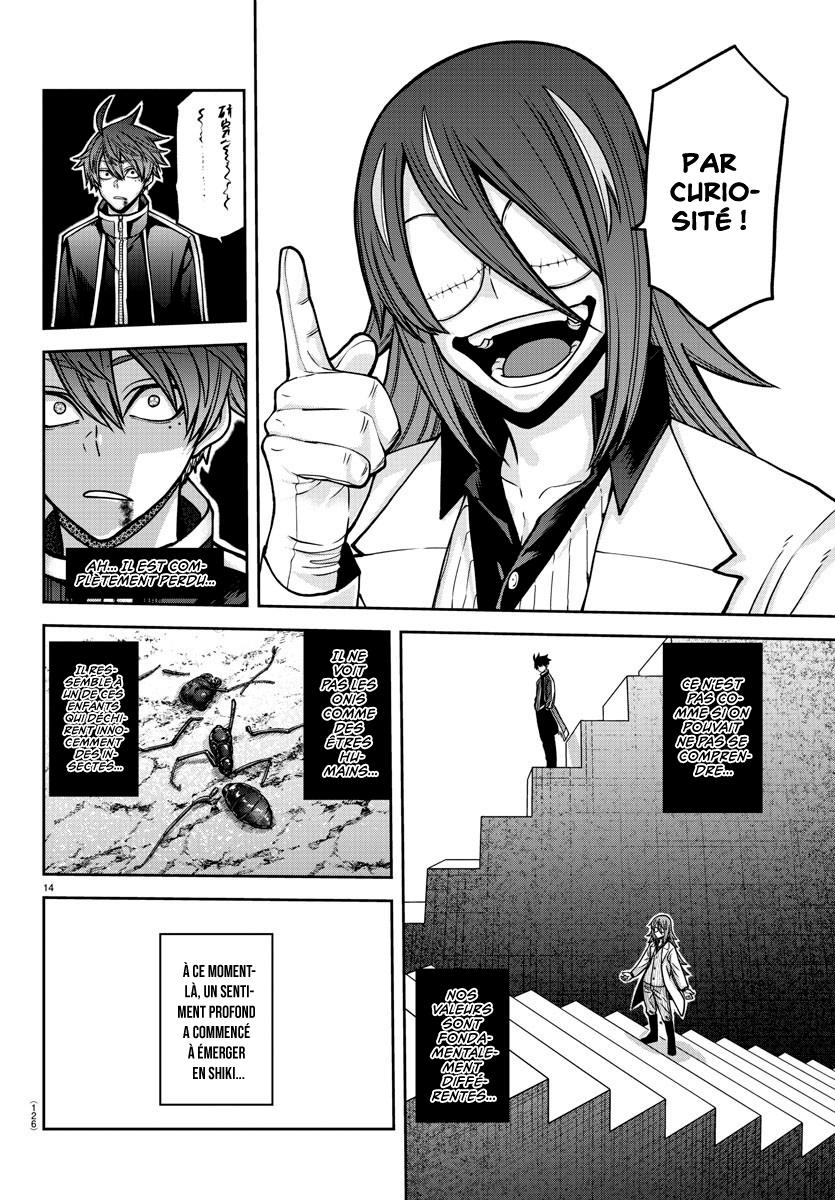 PAR
CURIO-
SITÉ !
AH... IL EST COM-
PLÈTEMENT PERDU...
CE N'EST
PAS COM-
ME SI ON
POUVAIT
NE PAS SE
COMPREN-
DRE...
NOS
VALEURS
SONT
FONDA-
MENTALE-
MENT
DIFFÉ-
RENTES...
IL NE
VOIT
PAS LES
ONIS
COMME
DES
ÊTRES
HU-
MAINS...
IL RES-
SEMBLE À
UN DE CES
ENFANTS
QUI DÉCHI-
RENT INNO-
CEMMENT
DES IN-
SECTES...
14
À CE MOMENT-
LÀ, UN SENTI-
MENT PROFOND
A COMMENCÉ
À ÉMERGER
EN SHIKI...
(126)